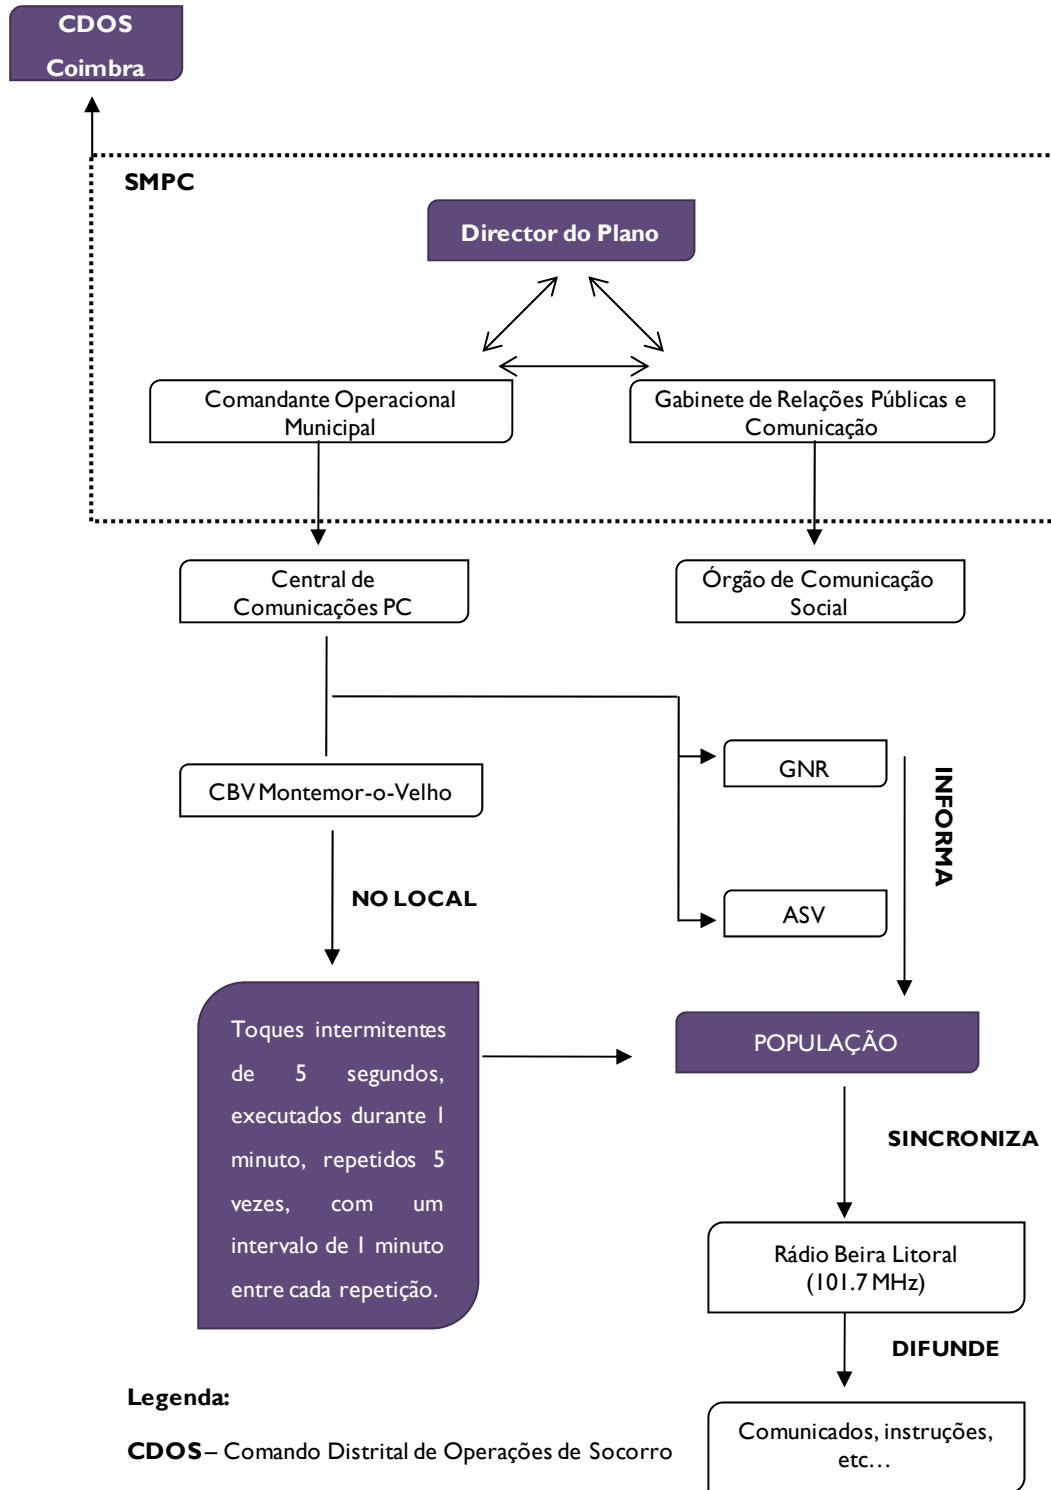 CDOS
Coimbra
SMPC
Director do Plano
Comandante Operacional
Municipal
Gabinete de Relações Públicas e
Comunicação
Central de
Comunicações PC
Órgão de Comunicação
Social
GNR
INFORMA
CBV Montemor-o-Velho
NO LOCAL
ASV
Toques intermitentes
de 5 segundos,
executados durante 1
minuto, repetidos 5
vezes, com um
intervalo de 1 minuto
entre cada repetição.
POPULAÇÃO
SINCRONIZA
Rádio Beira Litoral
(101.7 MHz)
DIFUNDE
Comunicados, instruções,
etc…
Legenda:
CDOS – Comando Distrital de Operações de Socorro